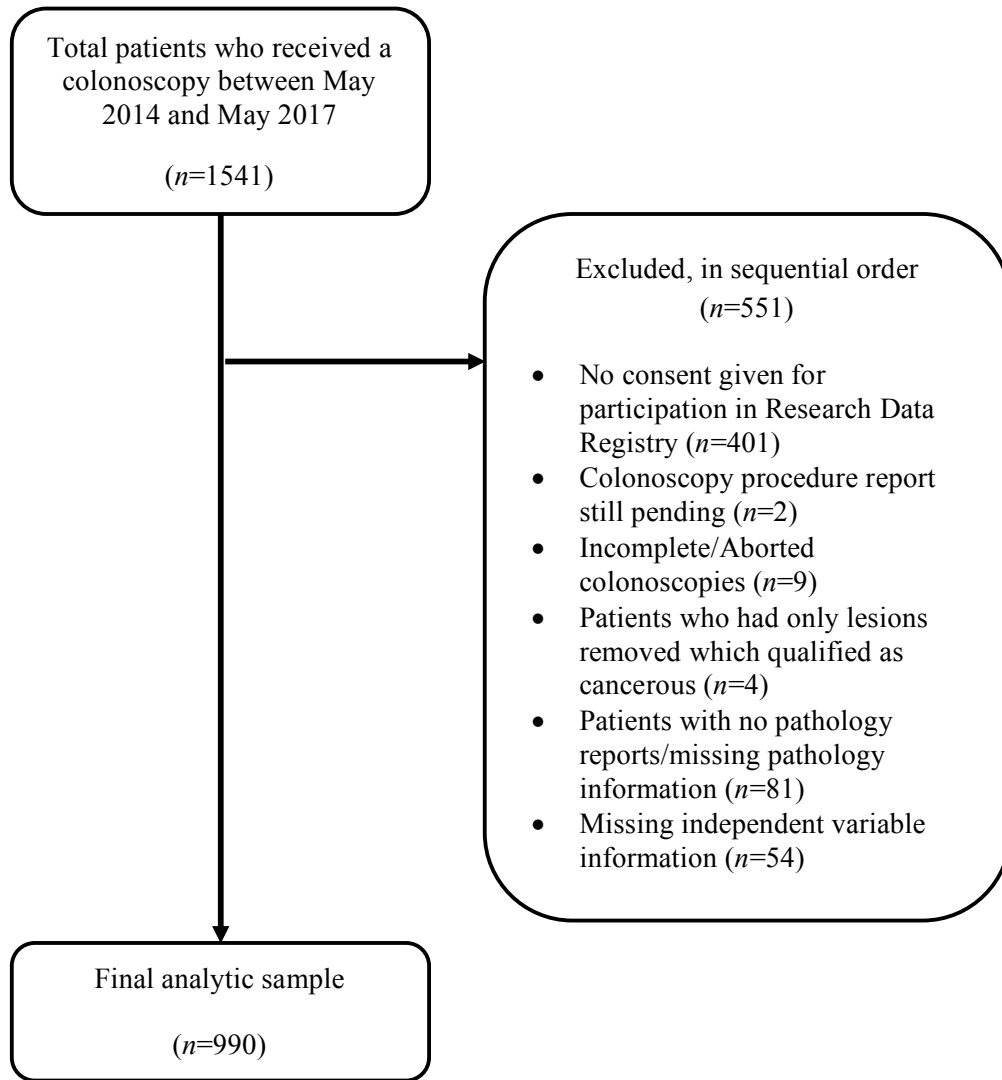 Total patients who received a
colonoscopy between May
2014 and May 2017
(n=1541)
Excluded, in sequential order
(n=551)
• No consent given for
participation in Research Data
Registry (n=401)
• Colonoscopy procedure report
still pending (n=2)
• Incomplete/Aborted
colonoscopies (n=9)
• Patients who had only lesions
removed which qualified as
cancerous (n=4)
• Patients with no pathology
reports/missing pathology
information (n=81)
• Missing independent variable
information (n=54)
Final analytic sample
(n=990)